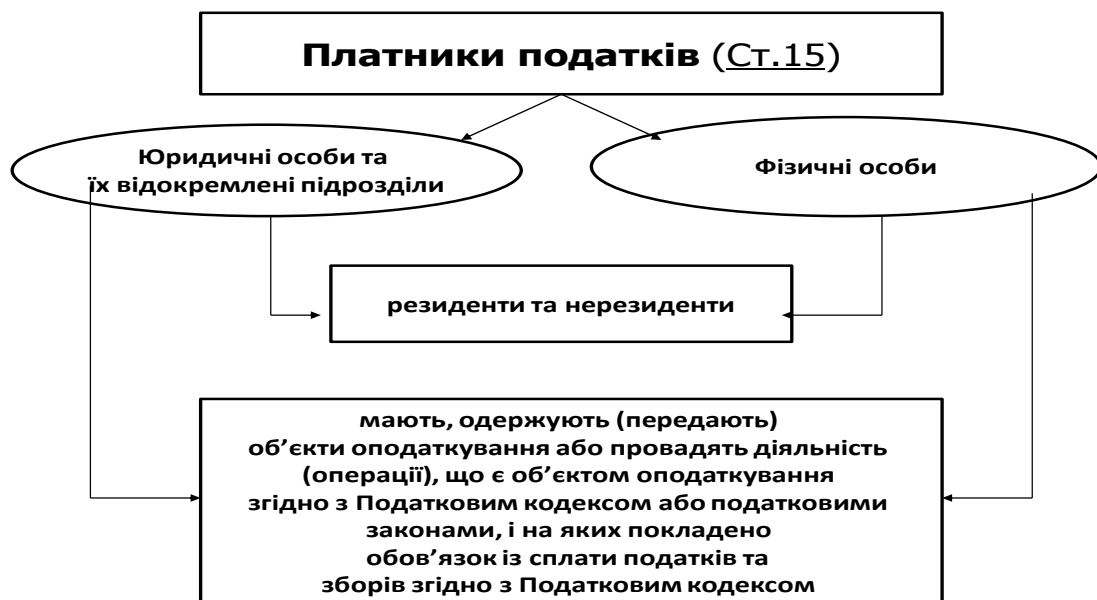 Платники податків (Ст.15)
Юридичні особи та
їх відокремлені підрозділи
Фізичні особи
резиденти та нерезиденти
мають, одержують (передають)
об’єкти оподаткування або провадять діяльність
(операції), що є об’єктом оподаткування
згідно з Податковим кодексом або податковими
законами, і на яких покладено
обов’язок із сплати податків та
зборів згідно з Податковим кодексом